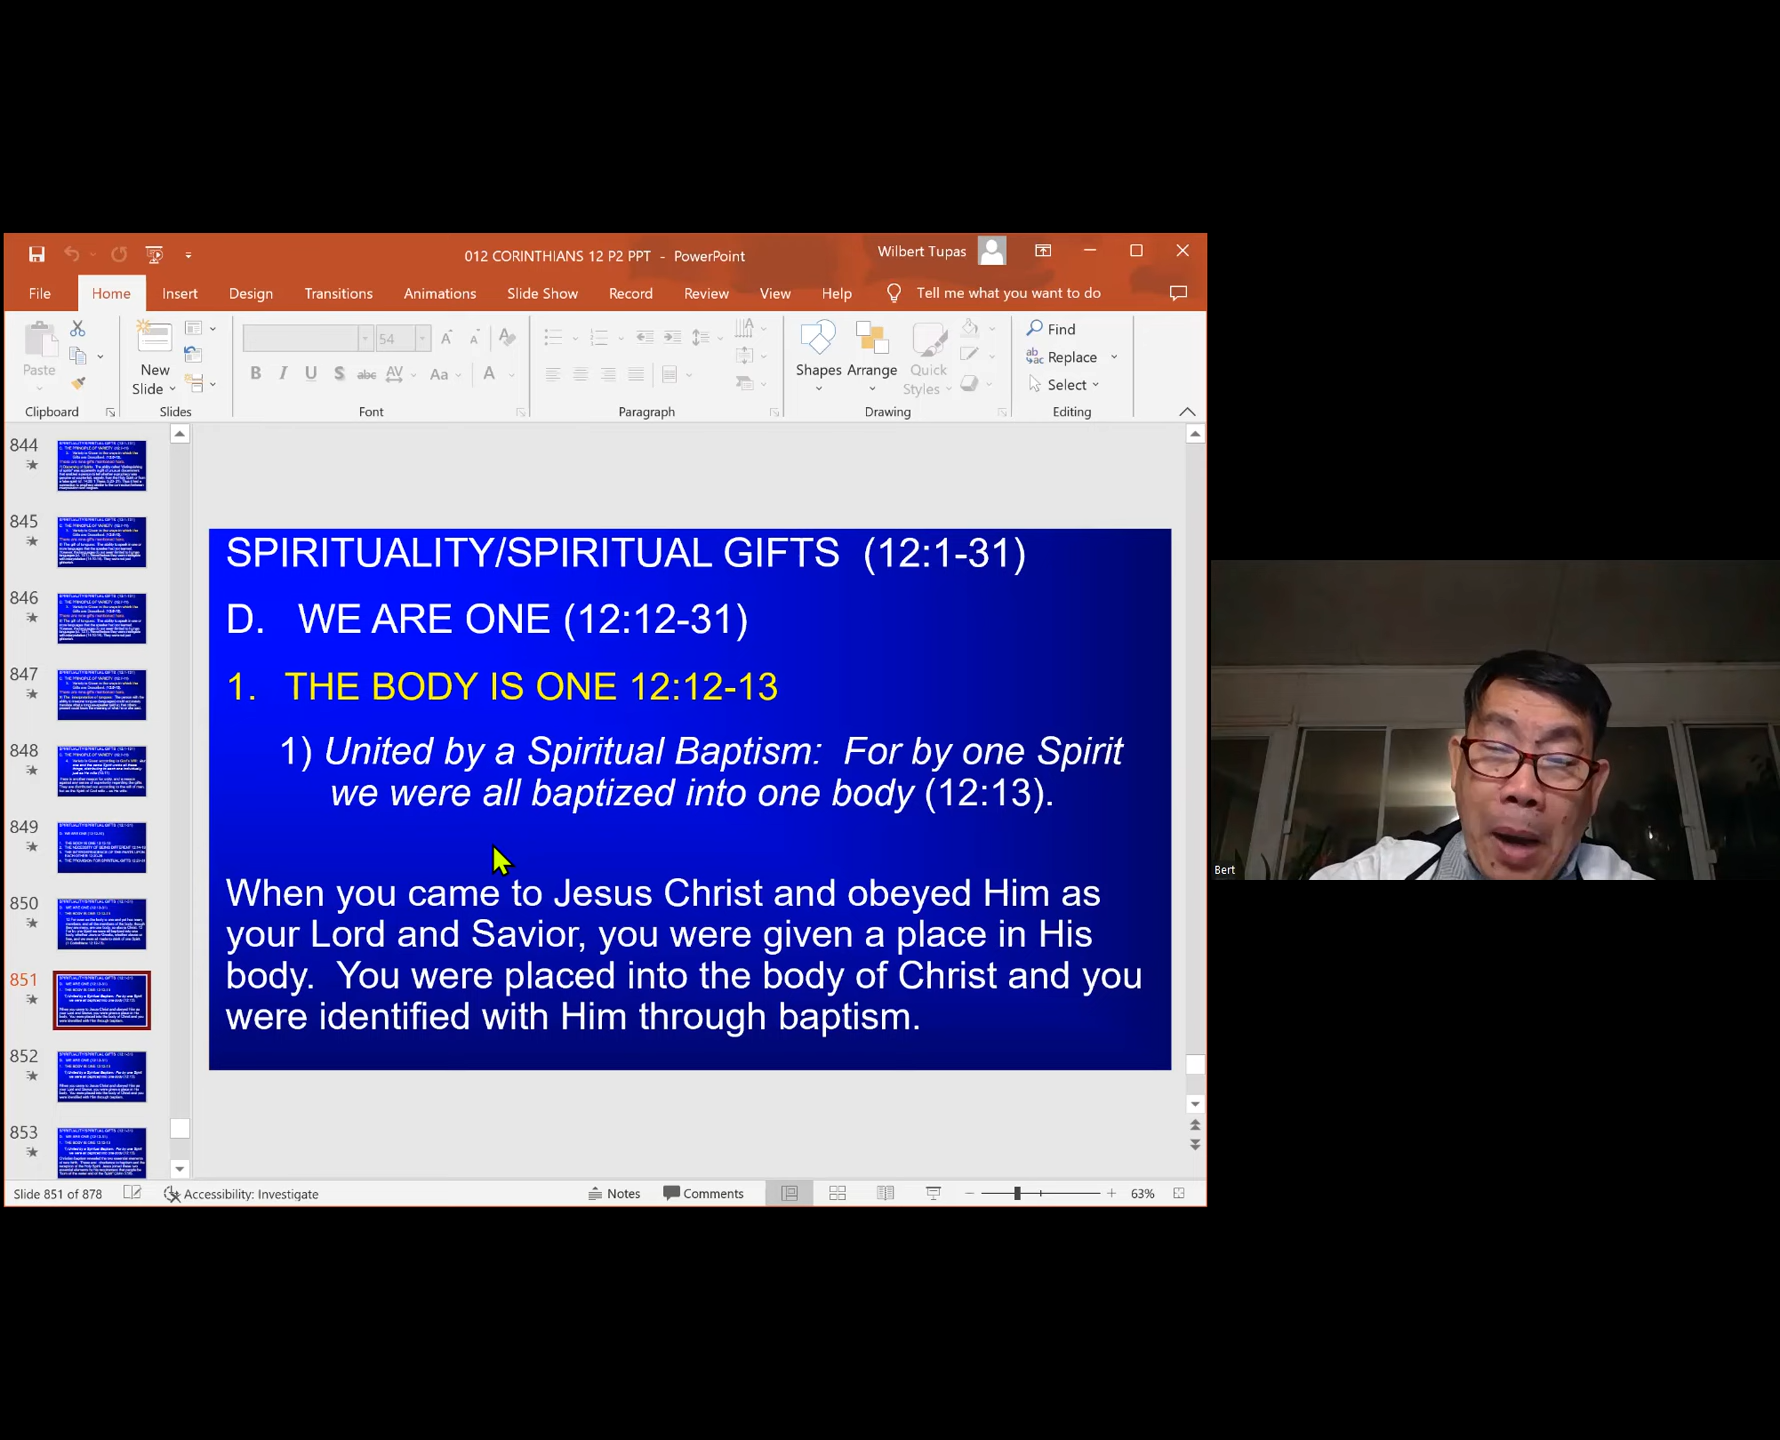 012 CORINTHIANS 12 P2 PPT - PowerPoint
Wilbert Tupas
File Home Insert Design Transitions Animations Slide Show Record Review View Help Tell me what you want to do
Paste
New Slide
54
B I U S abc AV Aa A
Shapes Arrange Quick Styles
Find
Replace
Select
Clipboard Slides Font Paragraph Drawing Editing
844
845
846
847
848
849
850
851
852
853
SPIRITUALITY/SPIRITUAL GIFTS (12:1-31)
D. WE ARE ONE (12:12-31)
1. THE BODY IS ONE 12:12-13
1) United by a Spiritual Baptism: For by one Spirit
we were all baptized into one body (12:13).
When you came to Jesus Christ and obeyed Him as
your Lord and Savior, you were given a place in His
body. You were placed into the body of Christ and you
were identified with Him through baptism.
Bert
Slide 851 of 878 Accessibility: Investigate Notes Comments 63%